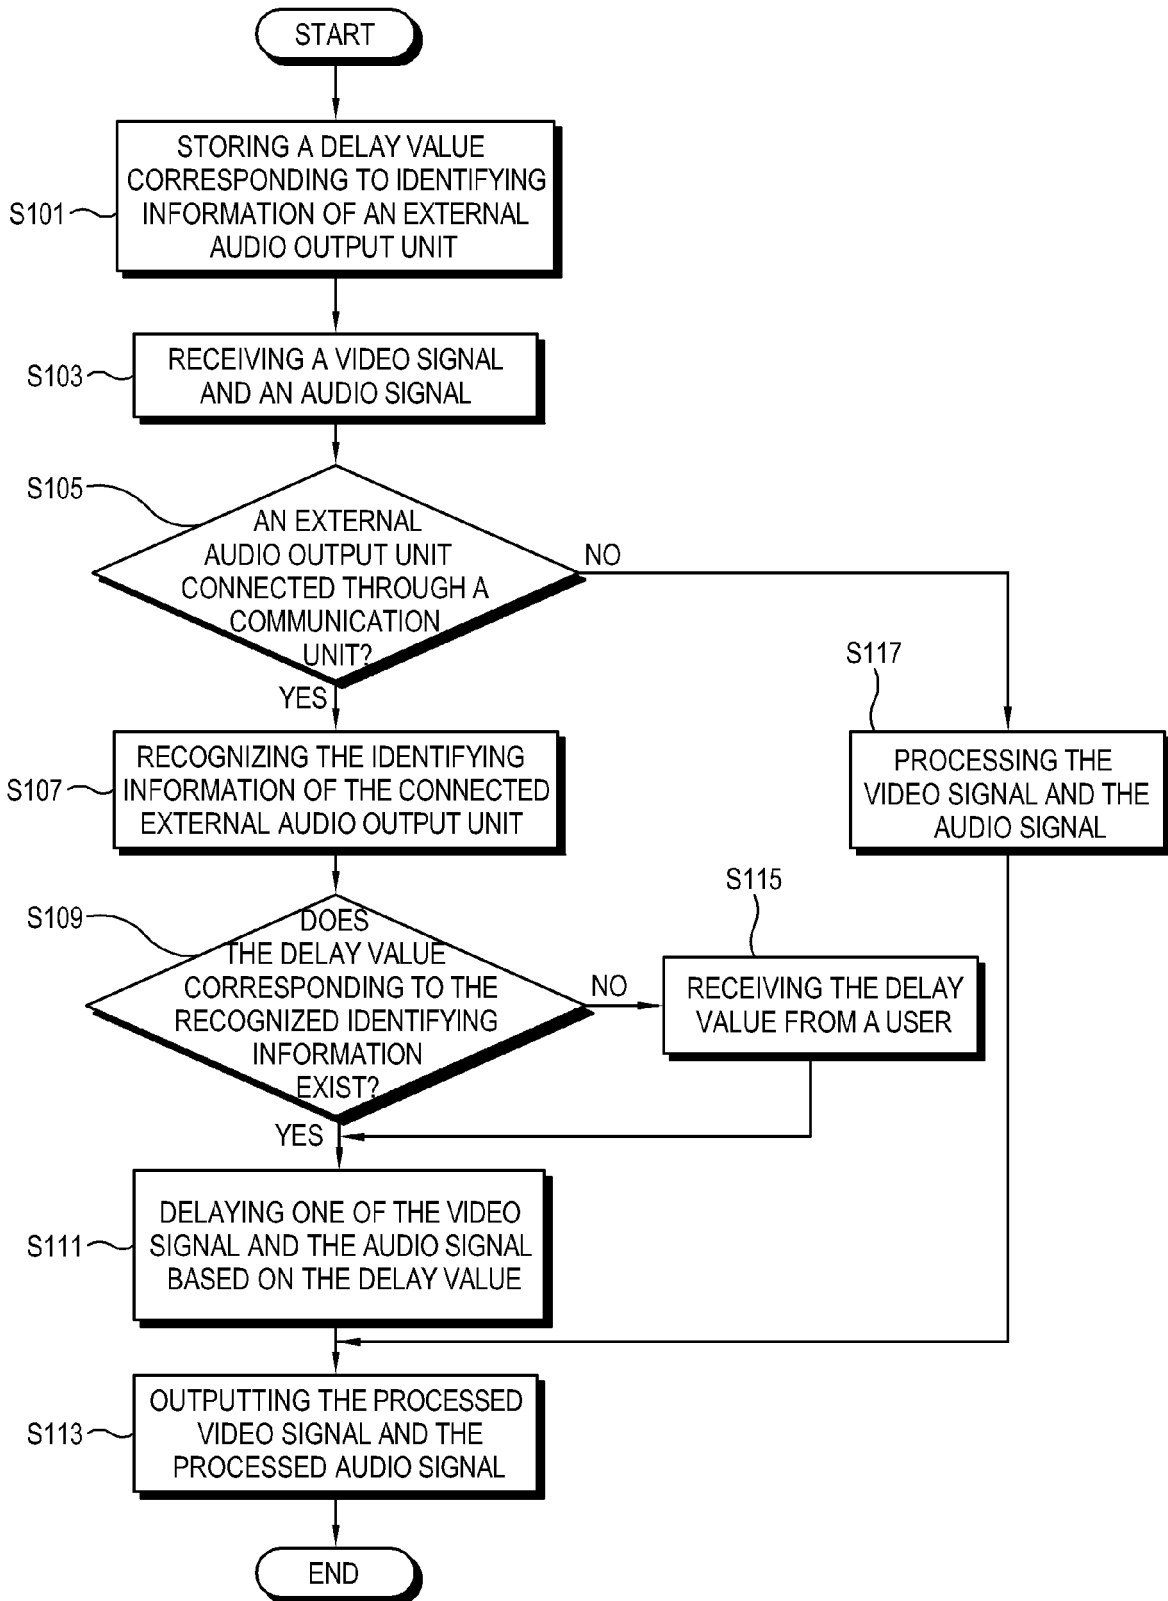 START
STORING A DELAY VALUE
CORRESPONDING TO IDENTIFYING
INFORMATION OF AN EXTERNAL
AUDIO OUTPUT UNIT
S101
RECEIVING A VIDEO SIGNAL
AND AN AUDIO SIGNAL
S103
S105
AN EXTERNAL
AUDIO OUTPUT UNIT
CONNECTED THROUGH A
COMMUNICATION
UNIT?
NO
YES
S117
PROCESSING THE
VIDEO SIGNAL AND THE
AUDIO SIGNAL
RECOGNIZING THE IDENTIFYING
INFORMATION OF THE CONNECTED
EXTERNAL AUDIO OUTPUT UNIT
S107
S109
DOES
THE DELAY VALUE
CORRESPONDING TO THE
RECOGNIZED IDENTIFYING
INFORMATION
EXIST?
NO
S115
RECEIVING THE DELAY
VALUE FROM A USER
YES
DELAYING ONE OF THE VIDEO
SIGNAL AND THE AUDIO SIGNAL
BASED ON THE DELAY VALUE
S111
OUTPUTTING THE PROCESSED
VIDEO SIGNAL AND THE
PROCESSED AUDIO SIGNAL
S113
END